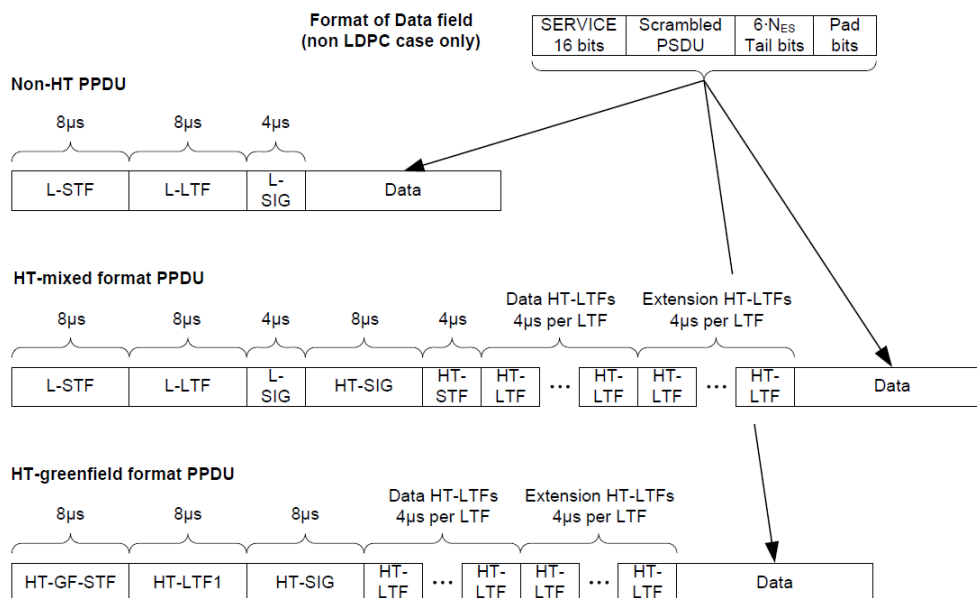 Format of Data field
(non LDPC case only)
SERVICE
16 bits
Scrambled
PSDU
6·N_ES
Tail bits
Pad
bits
Non-HT PPDU
8μs
8μs
4μs
L-STF
L-LTF
L-
SIG
Data
HT-mixed format PPDU
8μs
8μs
4μs
8μs
4μs
Data HT-LTFs
4μs per LTF
Extension HT-LTFs
4μs per LTF
L-STF
L-LTF
L-
SIG
HT-SIG
HT-
STF
HT-
LTF
...
HT-
LTF
HT-
LTF
...
HT-
LTF
Data
HT-greenfield format PPDU
8μs
8μs
8μs
Data HT-LTFs
4μs per LTF
Extension HT-LTFs
4μs per LTF
HT-GF-STF
HT-LTF1
HT-SIG
HT-
LTF
...
HT-
LTF
HT-
LTF
...
HT-
LTF
Data